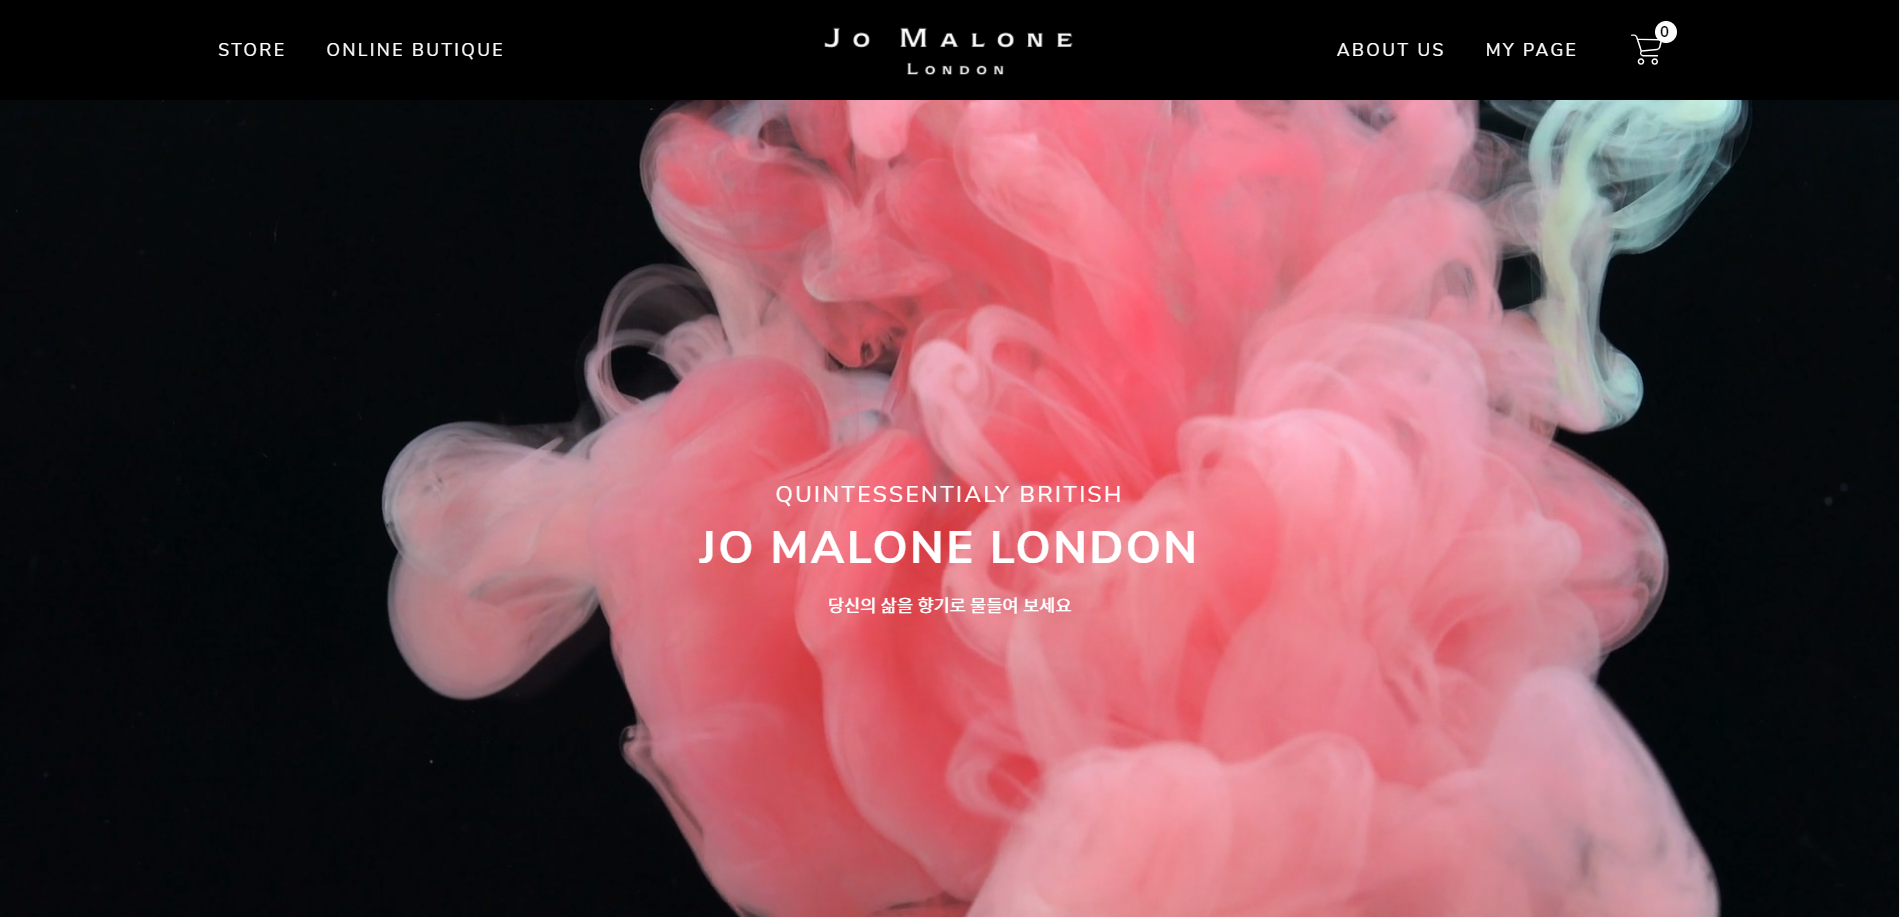 STORE
ONLINE BUTIQUE
JO MALONE
LONDON
ABOUT US
MY PAGE
0
QUINTESSENTIALY BRITISH
JO MALONE LONDON
당신의 삶을 향기로 물들여 보세요